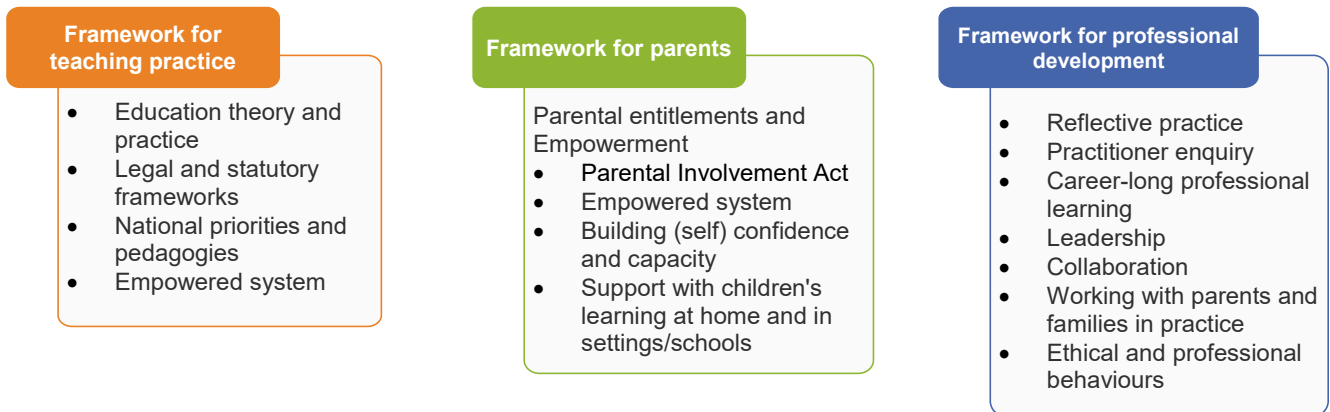 Framework for
teaching practice
• Education theory and
practice
• Legal and statutory
frameworks
• National priorities and
pedagogies
• Empowered system
Framework for parents
Parental entitlements and
Empowerment
• Parental Involvement Act
• Empowered system
• Building (self) confidence
and capacity
• Support with children's
learning at home and in
settings/schools
Framework for professional
development
• Reflective practice
• Practitioner enquiry
• Career-long professional
learning
• Leadership
• Collaboration
• Working with parents and
families in practice
• Ethical and professional
behaviours